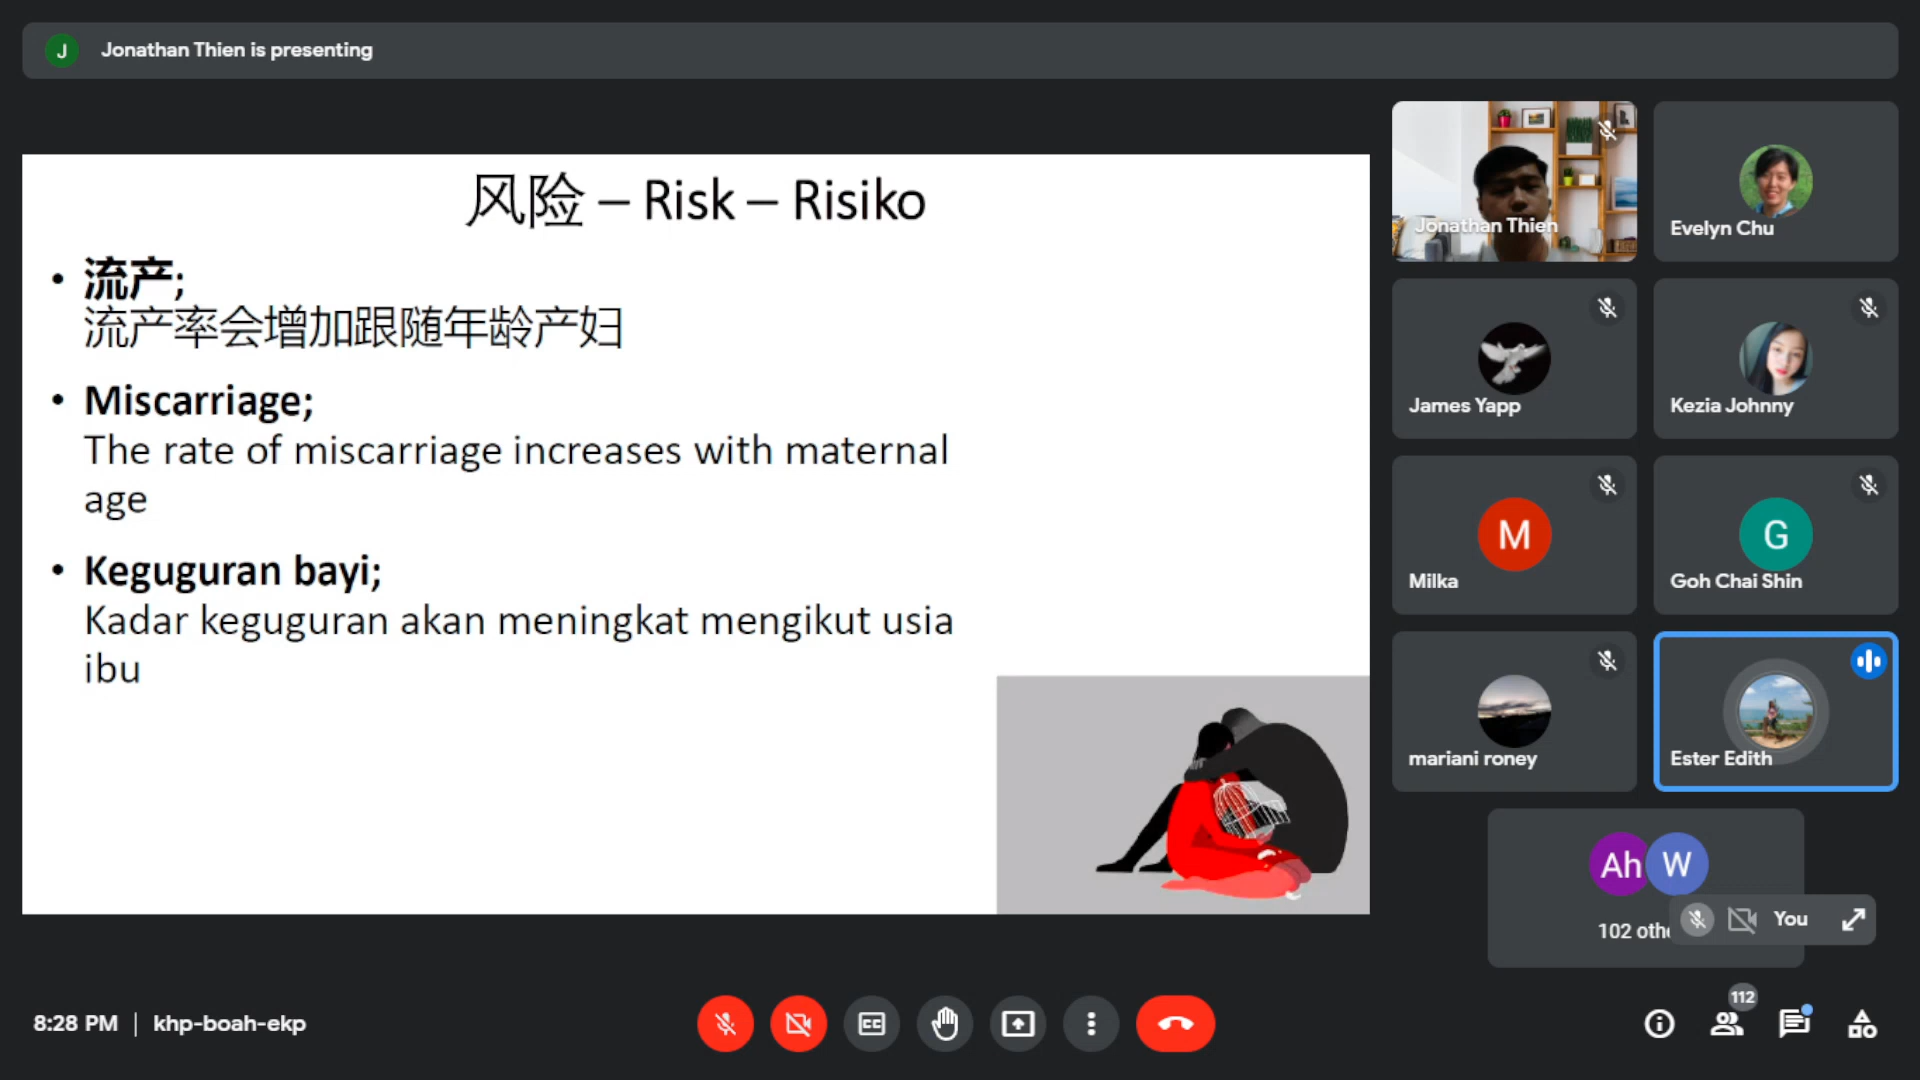 J Jonathan Thien is presenting
风险 – Risk – Risiko
• 流产;
流产率会增加跟随年龄产妇
• Miscarriage;
The rate of miscarriage increases with maternal
age
• Keguguran bayi;
Kadar keguguran akan meningkat mengikut usia
ibu
Jonathan Thien
Evelyn Chu
James Yapp
Kezia Johnny
M
Milka
G
Goh Chai Shin
mariani roney
Ester Edith
Ah W
102 othe
You
8:28 PM | khp-boah-ekp
CC
112